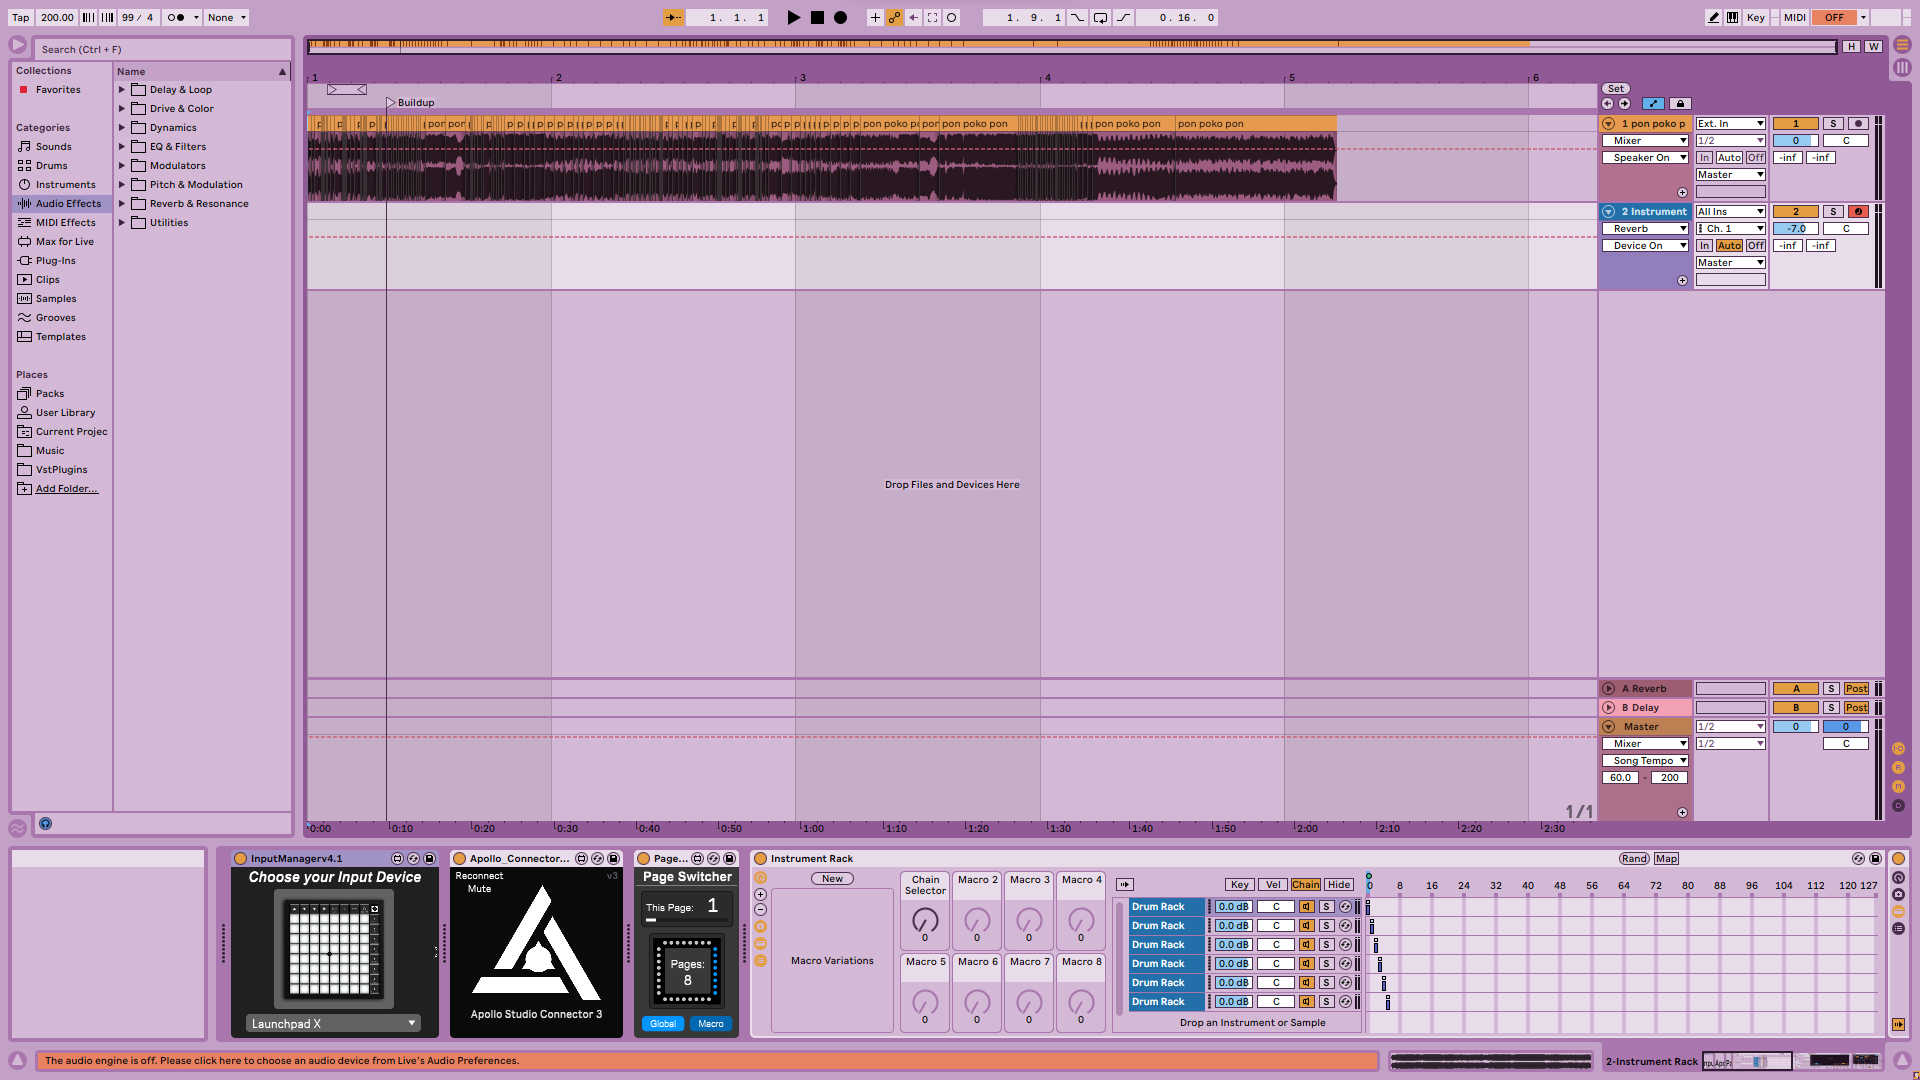 Tap 200.00 99 / 4 None 1. 1. 1 1. 9. 1 0. 16. 0 Key MIDI OFF
Search (Ctrl + F)
Collections
Favorites
Categories
Sounds
Drums
Instruments
Audio Effects
MIDI Effects
Max for Live
Plug-Ins
Clips
Samples
Grooves
Templates
Places
Packs
User Library
Current Projec
Music
VstPlugins
Add Folder...
Name
Delay & Loop
Drive & Color
Dynamics
EQ & Filters
Modulators
Pitch & Modulation
Reverb & Resonance
Utilities
H W
1 2 3 4 5 6
Set
Buildup
pon poko pon
pon poko pon
pon poko pon
Drop Files and Devices Here
1 pon poko p Ext. In 1 S
Mixer 1/2 0 C
Speaker On In Auto Off -inf -inf
Master
2 Instrument All Ins 2 S
Reverb Ch. 1 -7.0 C
Device On In Auto Off -inf -inf
Master
A Reverb A S Post
B Delay B S Post
Master 1/2 0 0
Mixer 1/2 C
Song Tempo
60.0 - 200
1/1
0:00 0:10 0:20 0:30 0:40 0:50 1:00 1:10 1:20 1:30 1:40 1:50 2:00 2:10 2:20 2:30
InputManagerv4.1
Choose your Input Device
Launchpad X
Apollo_Connector...
Reconnect v3
Mute
Apollo Studio Connector 3
Page...
Page Switcher
This Page: 1
Pages:
8
Global Macro
Instrument Rack Rand Map
New
Macro Variations
Chain Selector Macro 2 Macro 3 Macro 4
0 0 0 0
Macro 5 Macro 6 Macro 7 Macro 8
0 0 0 0
Key Vel Chain Hide
0 8 16 24 32 40 48 56 64 72 80 88 96 104 112 120 127
Drum Rack 0.0 dB C S
Drum Rack 0.0 dB C S
Drum Rack 0.0 dB C S
Drum Rack 0.0 dB C S
Drum Rack 0.0 dB C S
Drum Rack 0.0 dB C S
Drop an Instrument or Sample
The audio engine is off. Please click here to choose an audio device from Live's Audio Preferences.
2-Instrument Rack